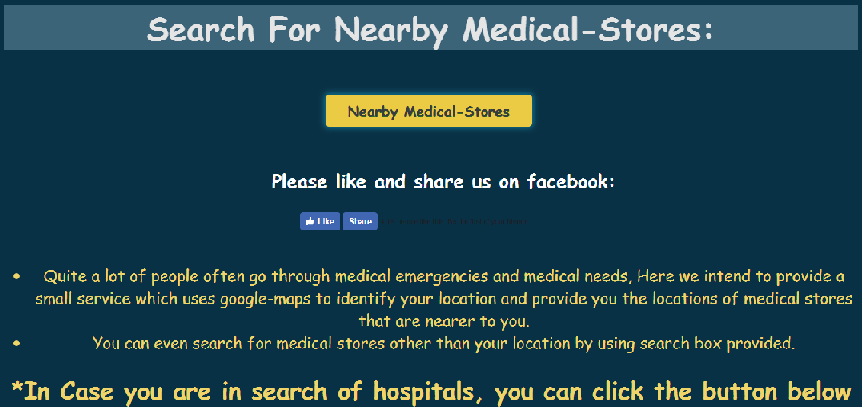 Search For Nearby Medical-Stores:
Nearby Medical-Stores
Please like and share us on facebook:
Like Share
• Quite a lot of people often go through medical emergencies and medical needs, Here we intend to provide a
small service which uses google-maps to identify your location and provide you the locations of medical stores
that are nearer to you.
• You can even search for medical stores other than your location by using search box provided.
*In Case you are in search of hospitals, you can click the button below